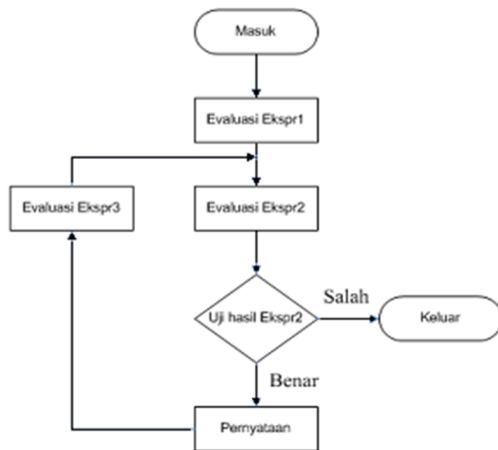 Masuk
Evaluasi Ekspr1
Evaluasi Ekspr3
Evaluasi Ekspr2
Uji hasil Ekspr2
Salah
Keluar
Benar
Pernyataan